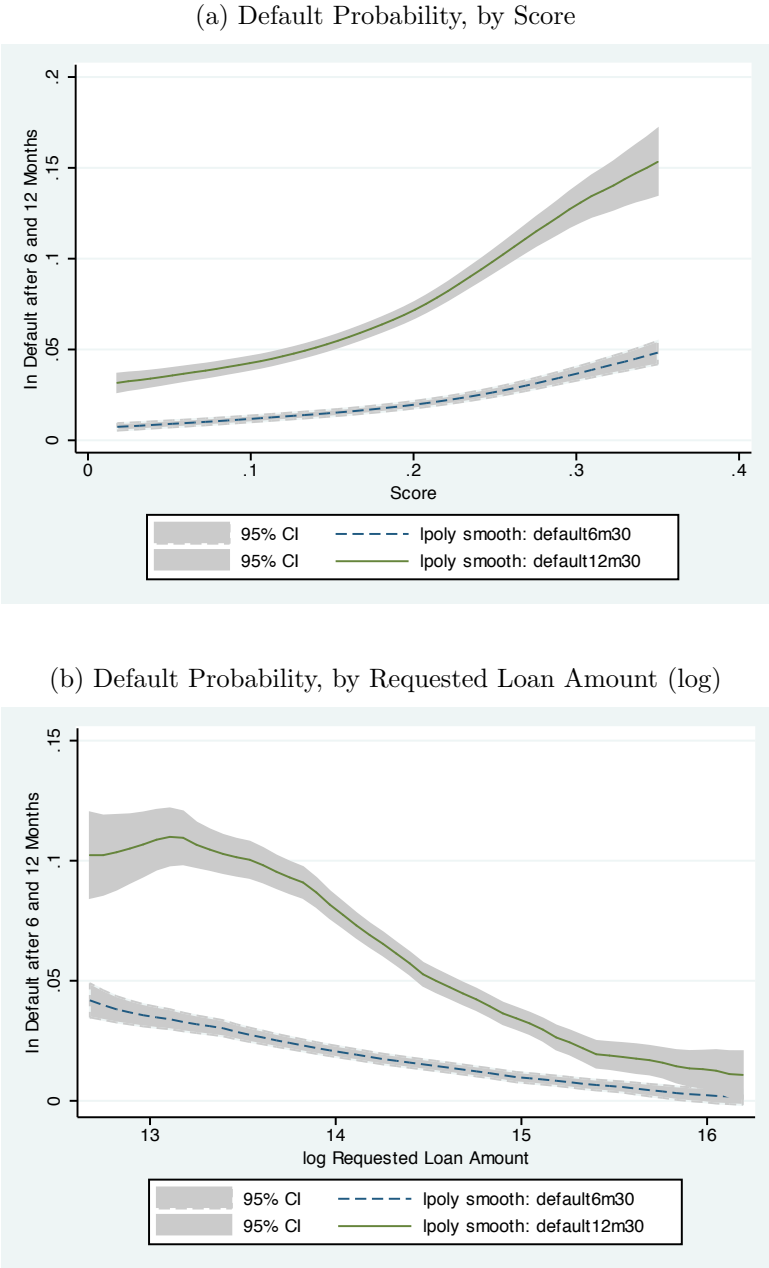 (a) Default Probability, by Score
In Default after 6 and 12 Months
.2
.15
.1
.05
0
0 .1 .2 .3 .4
Score
95% CI lpoly smooth: default6m30
95% CI lpoly smooth: default12m30
(b) Default Probability, by Requested Loan Amount (log)
In Default after 6 and 12 Months
.15
.1
.05
0
13 14 15 16
log Requested Loan Amount
95% CI lpoly smooth: default6m30
95% CI lpoly smooth: default12m30